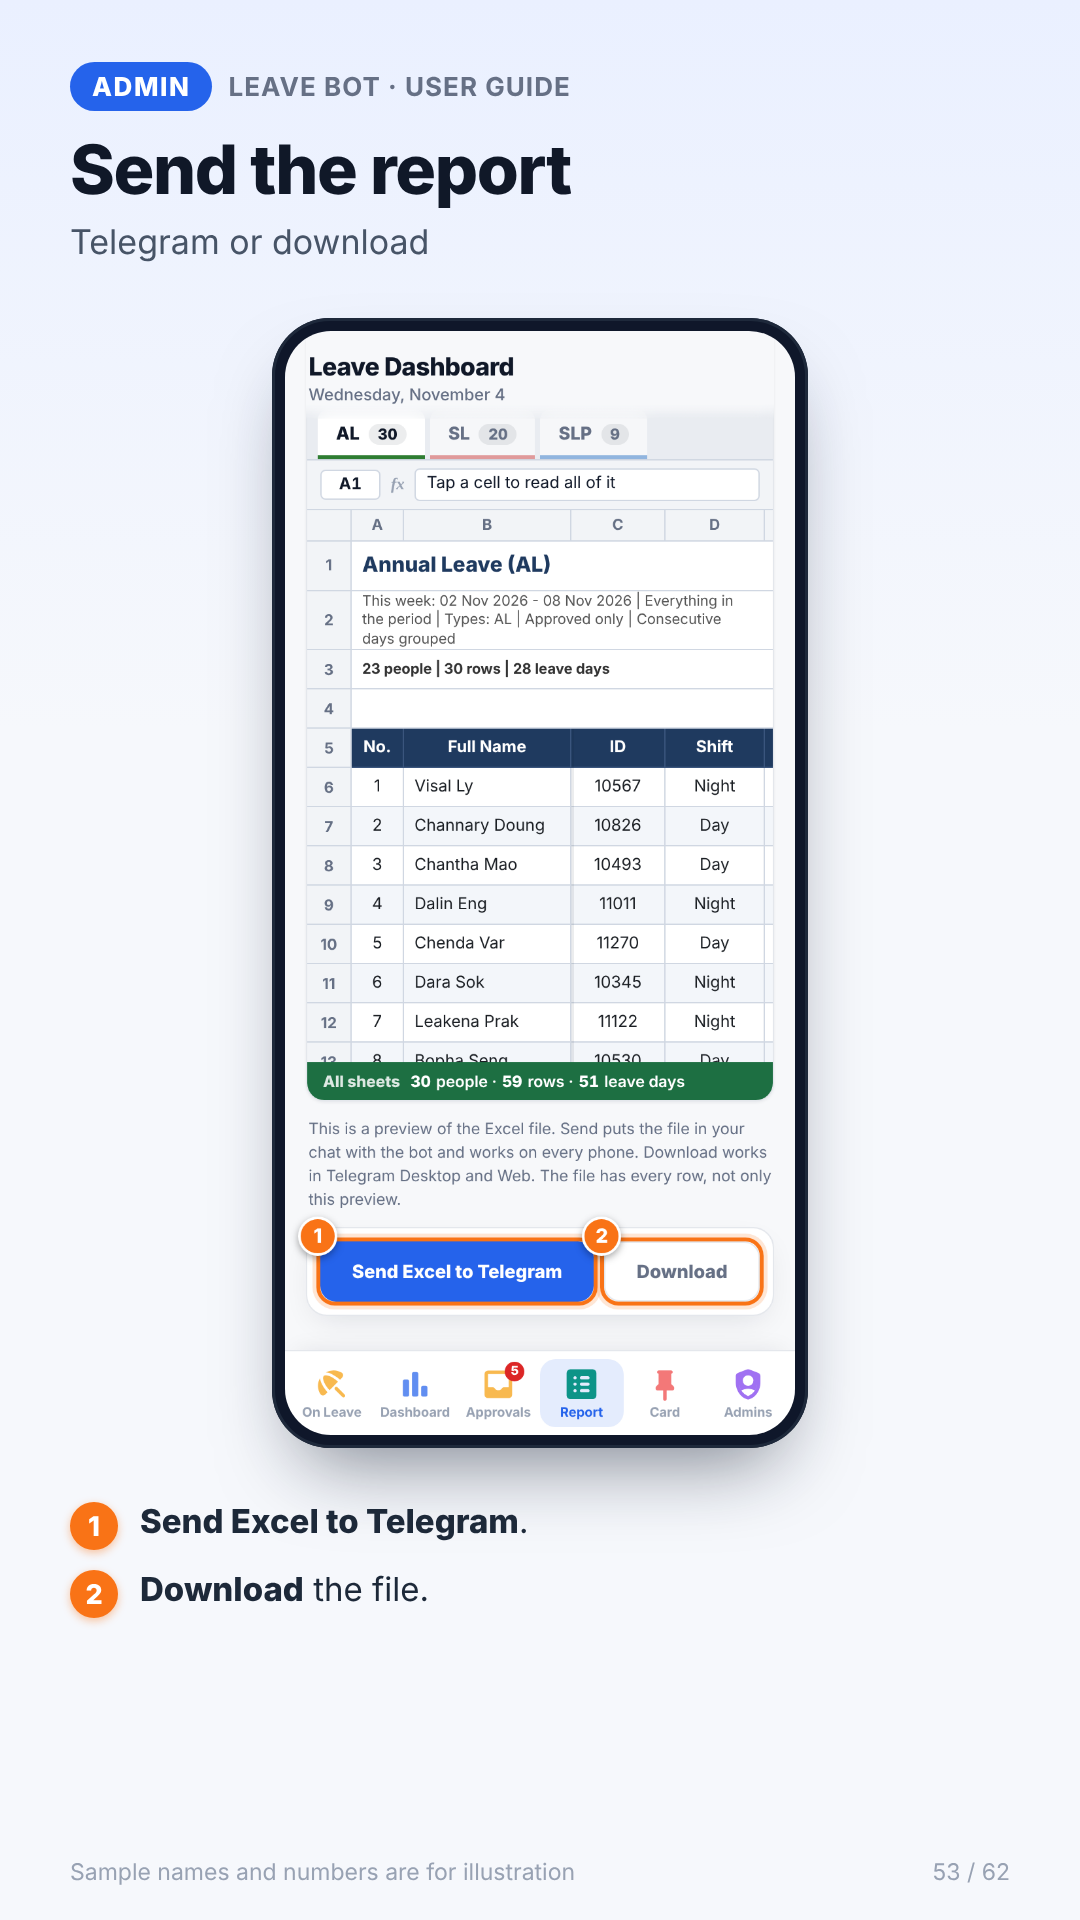 ADMIN LEAVE BOT · USER GUIDE
Send the report
Telegram or download
Leave Dashboard
Wednesday, November 4
AL 30 SL 20 SLP 9
A1 fx Tap a cell to read all of it
A B C D
1 Annual Leave (AL)
This week: 02 Nov 2026 - 08 Nov 2026 | Everything in
2 the period | Types: AL | Approved only | Consecutive
days grouped
3 23 people | 30 rows | 28 leave days
4
5 No. Full Name ID Shift
6 1 Visal Ly 10567 Night
7 2 Channary Doung 10826 Day
8 3 Chantha Mao 10493 Day
9 4 Dalin Eng 11011 Night
10 5 Chenda Var 11270 Day
11 6 Dara Sok 10345 Night
12 7 Leakena Prak 11122 Night
13 8 Bopha Seng 10530 Day
All sheets 30 people · 59 rows · 51 leave days
This is a preview of the Excel file. Send puts the file in your
chat with the bot and works on every phone. Download works
in Telegram Desktop and Web. The file has every row, not only
this preview.
1 2
Send Excel to Telegram Download
5
On Leave Dashboard Approvals Report Card Admins
1 Send Excel to Telegram.
2 Download the file.
Sample names and numbers are for illustration 53 / 62